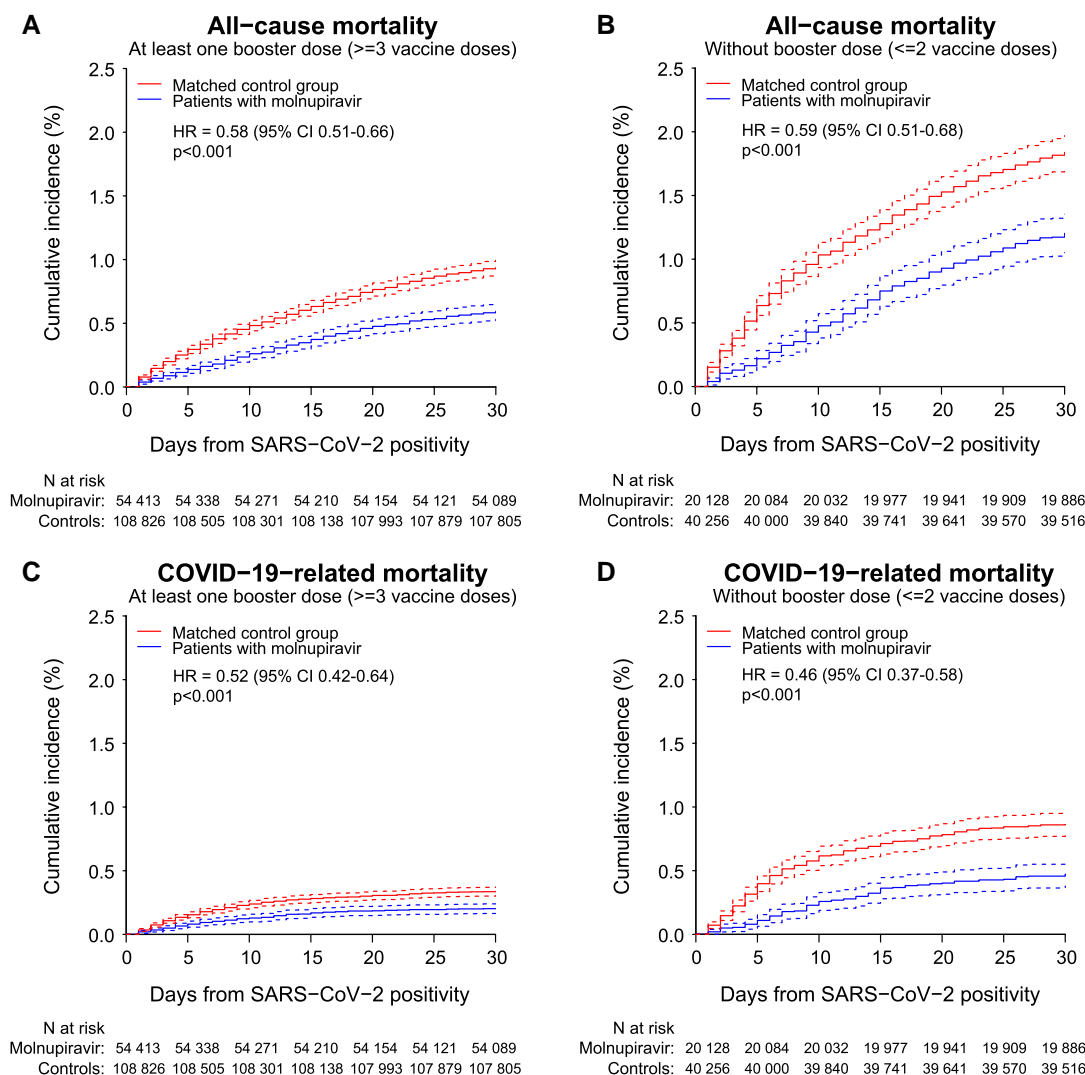 A
All−cause mortality
At least one booster dose (>=3 vaccine doses)
Cumulative incidence (%)
2.5
2.0
1.5
1.0
0.5
0.0
Matched control group
Patients with molnupiravir
HR = 0.58 (95% CI 0.51-0.66)
p<0.001
0 5 10 15 20 25 30
Days from SARS−CoV−2 positivity
N at risk
Molnupiravir: 54 413 54 338 54 271 54 210 54 154 54 121 54 089
Controls: 108 826 108 505 108 301 108 138 107 993 107 879 107 805
B
All−cause mortality
Without booster dose (<=2 vaccine doses)
Cumulative incidence (%)
2.5
2.0
1.5
1.0
0.5
0.0
Matched control group
Patients with molnupiravir
HR = 0.59 (95% CI 0.51-0.68)
p<0.001
0 5 10 15 20 25 30
Days from SARS−CoV−2 positivity
N at risk
Molnupiravir: 20 128 20 084 20 032 19 977 19 941 19 909 19 886
Controls: 40 256 40 000 39 840 39 741 39 641 39 570 39 516
C
COVID−19−related mortality
At least one booster dose (>=3 vaccine doses)
Cumulative incidence (%)
2.5
2.0
1.5
1.0
0.5
0.0
Matched control group
Patients with molnupiravir
HR = 0.52 (95% CI 0.42-0.64)
p<0.001
0 5 10 15 20 25 30
Days from SARS−CoV−2 positivity
N at risk
Molnupiravir: 54 413 54 338 54 271 54 210 54 154 54 121 54 089
Controls: 108 826 108 505 108 301 108 138 107 993 107 879 107 805
D
COVID−19−related mortality
Without booster dose (<=2 vaccine doses)
Cumulative incidence (%)
2.5
2.0
1.5
1.0
0.5
0.0
Matched control group
Patients with molnupiravir
HR = 0.46 (95% CI 0.37-0.58)
p<0.001
0 5 10 15 20 25 30
Days from SARS−CoV−2 positivity
N at risk
Molnupiravir: 20 128 20 084 20 032 19 977 19 941 19 909 19 886
Controls: 40 256 40 000 39 840 39 741 39 641 39 570 39 516